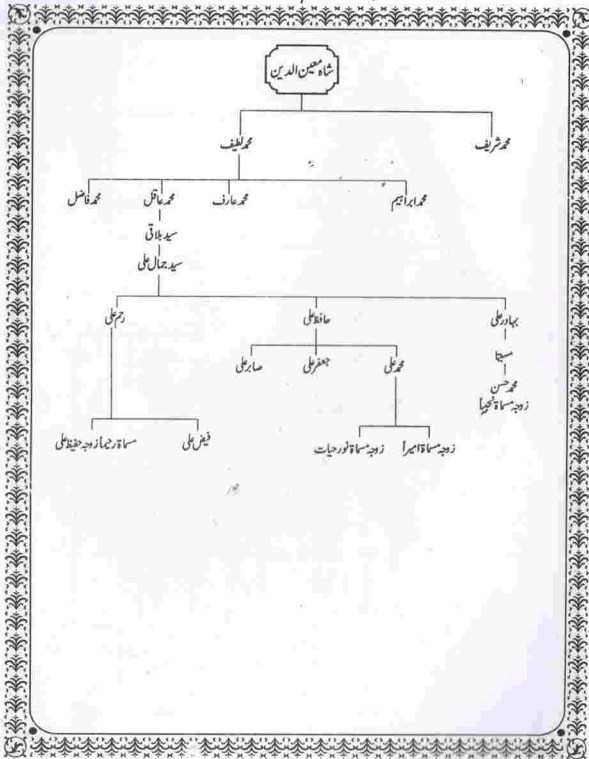 شاہ معین الدین
محمد شریف
محمد لطیف
محمد ابراہیم
محمد عارف
محمد عاقل
محمد فاضل
سید بلاقی
سید جمال علی
بہادر علی
حافظ علی
رحم علی
مسیتا
محمد علی
جعفر علی
صابر علی
محمد حسن
زوجہ مسماۃ نجیباً
زوجہ مسماۃ امیراً
زوجہ مسماۃ نور حیات
فیض علی
مسماۃ رحیما زوجہ حفیظ علی